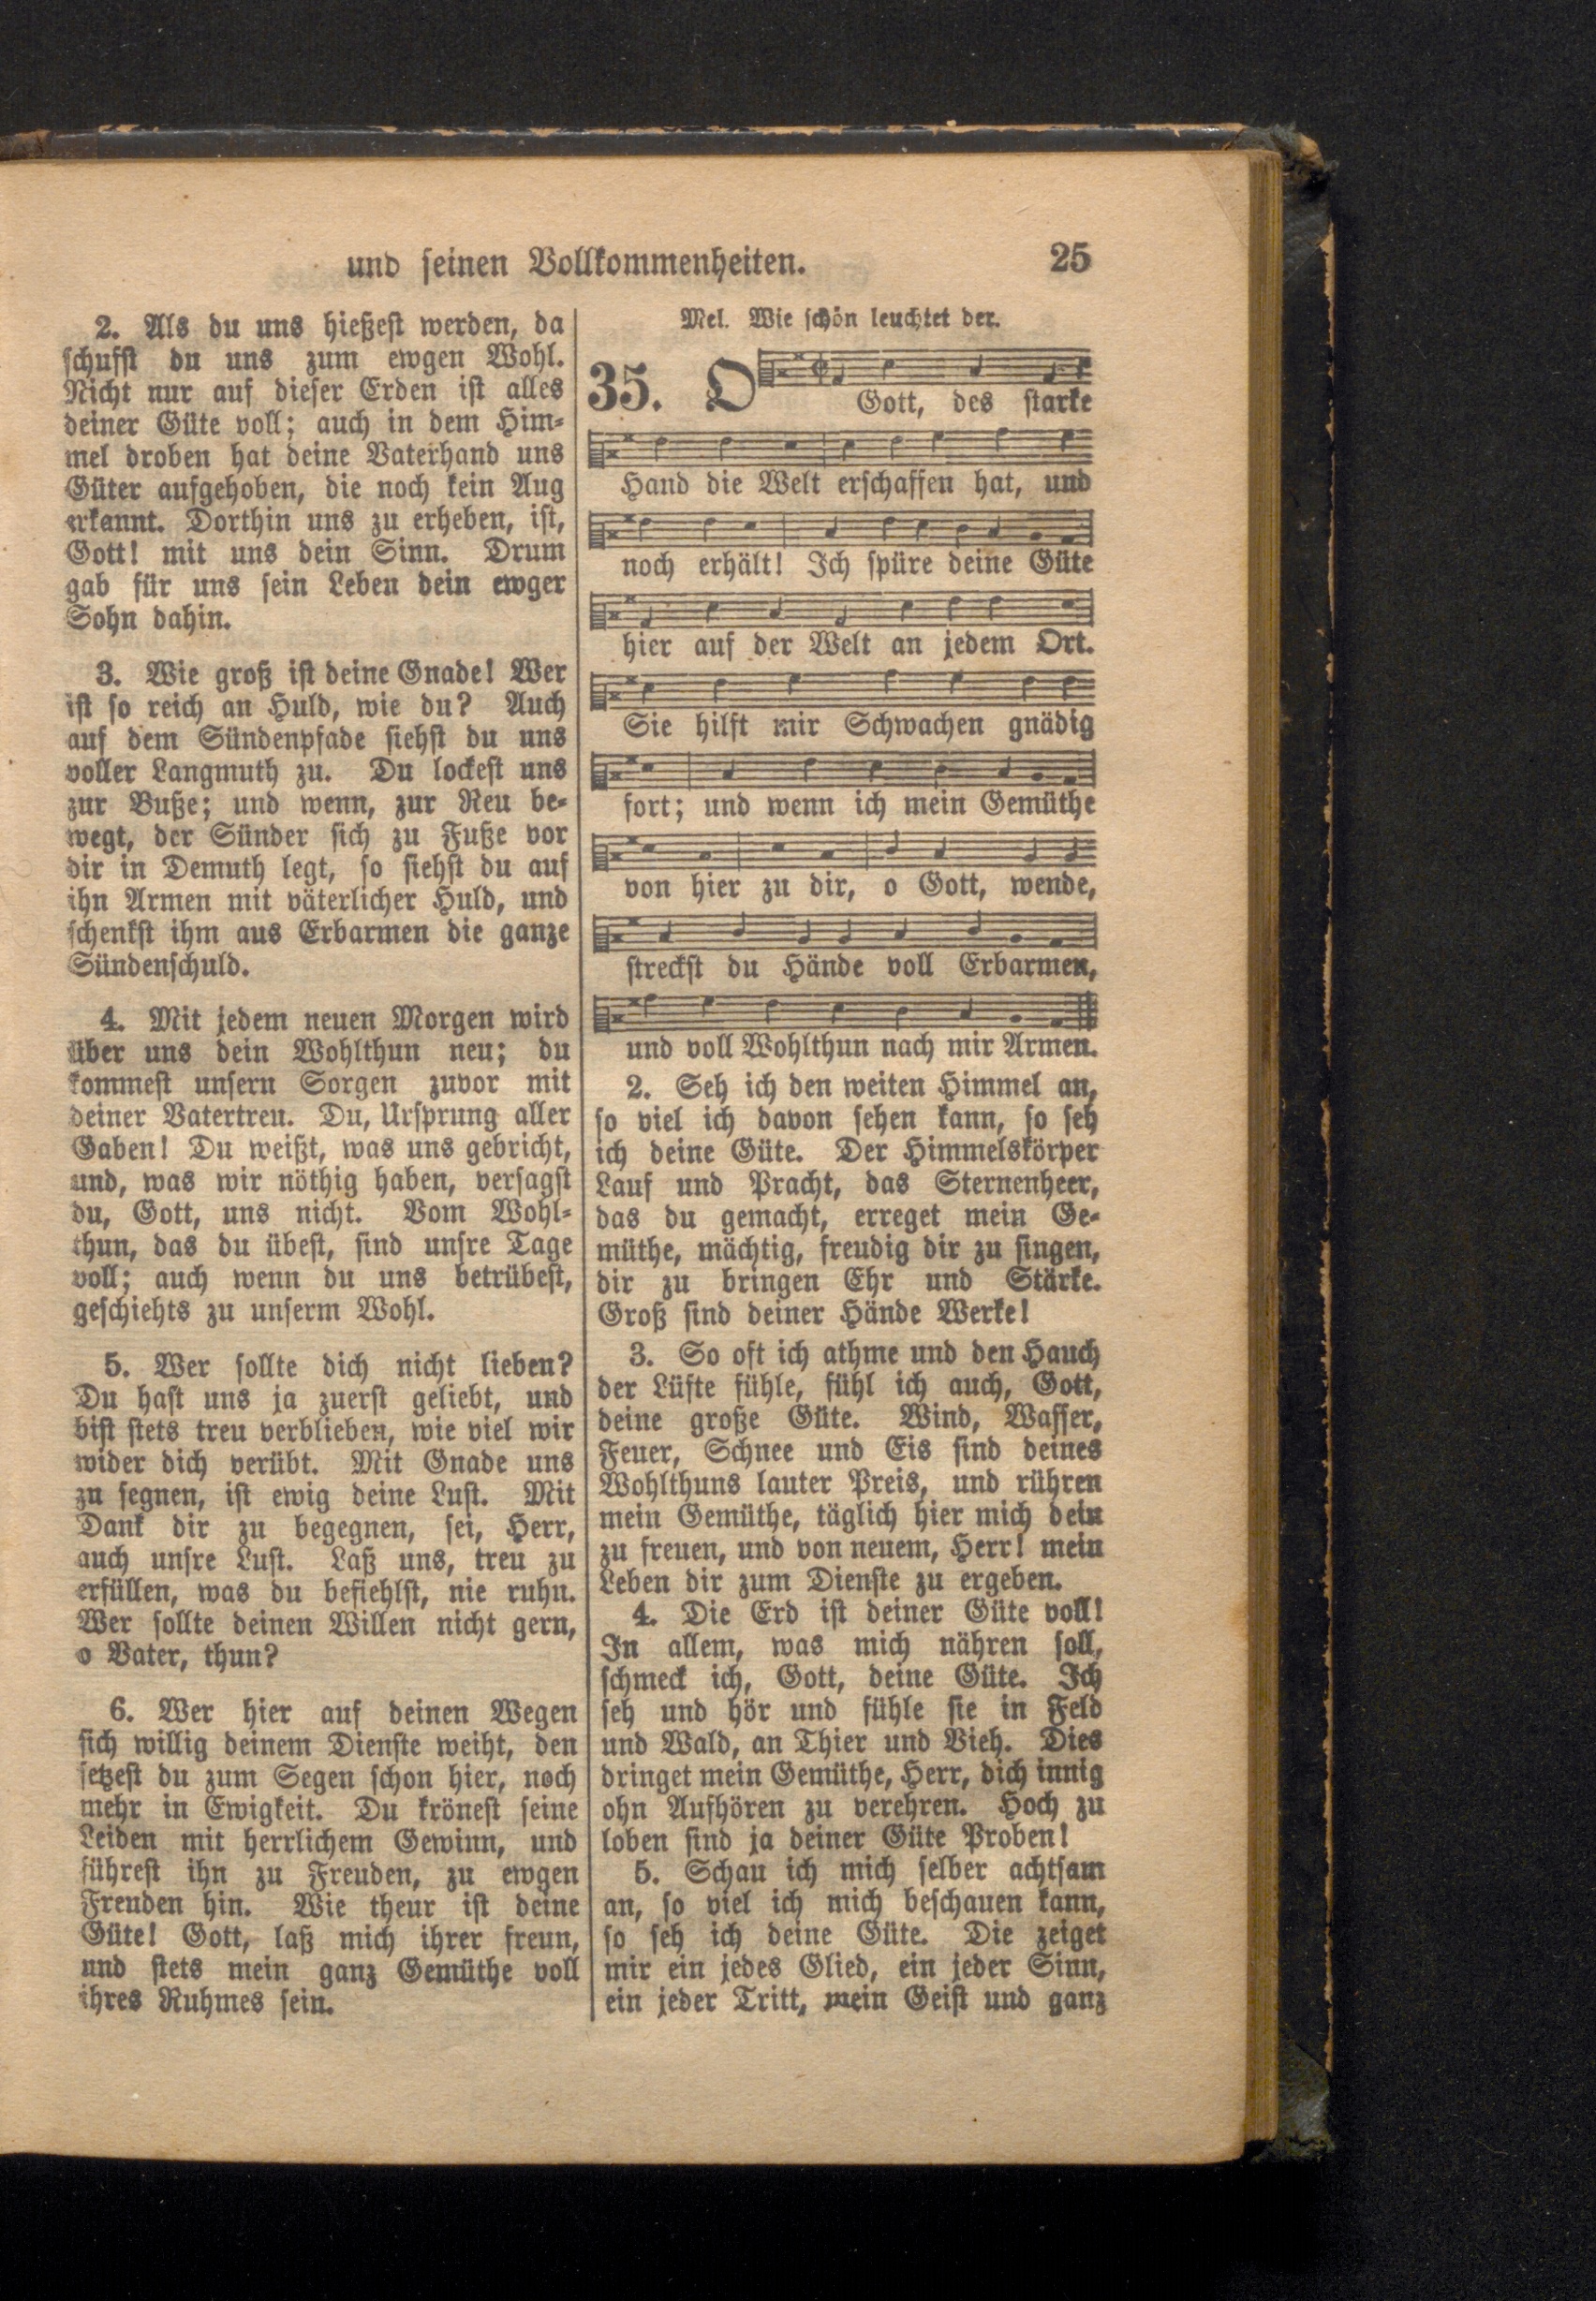 und seinen Vollkommenheiten. 25
2. Als du uns hießest werden, da
schufst du uns zum ewgen Wohl.
Nicht nur auf dieser Erden ist alles
deiner Güte voll; auch in dem Him-
mel droben hat deine Vaterhand uns
Güter aufgehoben, die noch kein Aug
erkannt. Dorthin uns zu erheben, ist,
Gott! mit uns dein Sinn. Drum
gab für uns sein Leben dein ewger
Sohn dahin.
3. Wie groß ist deine Gnade! Wer
ist so reich an Huld, wie du? Auch
auf dem Sündenpfade siehst du uns
voller Langmuth zu. Du lockest uns
zur Buße; und wenn, zur Reu be-
wegt, der Sünder sich zu Fuße vor
dir in Demuth legt, so siehst du auf
ihn Armen mit väterlicher Huld, und
schenkst ihm aus Erbarmen die ganze
Sündenschuld.
4. Mit jedem neuen Morgen wird
über uns dein Wohlthun neu; du
kommest unsern Sorgen zuvor mit
deiner Vatertreu. Du, Ursprung aller
Gaben! Du weißt, was uns gebricht,
und, was wir nöthig haben, versagst
du, Gott, uns nicht. Vom Wohl-
thun, das du übest, sind unsre Tage
voll; auch wenn du uns betrübest,
geschiehts zu unserm Wohl.
5. Wer sollte dich nicht lieben?
Du hast uns ja zuerst geliebt, und
bist stets treu verblieben, wie viel wir
wider dich verübt. Mit Gnade uns
zu segnen, ist ewig deine Lust. Mit
Dank dir zu begegnen, sei, Herr,
auch unsre Lust. Laß uns, treu zu
erfüllen, was du befiehlst, nie ruhn.
Wer sollte deinen Willen nicht gern,
o Vater, thun?
6. Wer hier auf deinen Wegen
sich willig deinem Dienste weiht, den
setzest du zum Segen schon hier, noch
mehr in Ewigkeit. Du krönest seine
Leiden mit herrlichem Gewinn, und
führest ihn zu Freuden, zu ewgen
Freuden hin. Wie theur ist deine
Güte! Gott, laß mich ihrer freun,
und stets mein ganz Gemüthe voll
ihres Ruhmes sein.
Mel. Wie schön leuchtet der.
35. O Gott, des starke
Hand die Welt erschaffen hat, und
noch erhält! Ich spüre deine Güte
hier auf der Welt an jedem Ort.
Sie hilft mir Schwachen gnädig
fort; und wenn ich mein Gemüthe
von hier zu dir, o Gott, wende,
streckst du Hände voll Erbarmen,
und voll Wohlthun nach mir Armen.
2. Seh ich den weiten Himmel an,
so viel ich davon sehen kann, so seh
ich deine Güte. Der Himmelskörper
Lauf und Pracht, das Sternenheer,
das du gemacht, erreget mein Ge-
müthe, mächtig, freudig dir zu singen,
dir zu bringen Ehr und Stärke.
Groß sind deiner Hände Werke!
3. So oft ich athme und den Hauch
der Lüfte fühle, fühl ich auch, Gott,
deine große Güte. Wind, Wasser,
Feuer, Schnee und Eis sind deines
Wohlthuns lauter Preis, und rühren
mein Gemüthe, täglich hier mich dein
zu freuen, und von neuem, Herr! mein
Leben dir zum Dienste zu ergeben.
4. Die Erd ist deiner Güte voll!
In allem, was mich nähren soll,
schmeck ich, Gott, deine Güte. Ich
seh und hör und fühle sie in Feld
und Wald, an Thier und Vieh. Dies
dringet mein Gemüthe, Herr, dich innig
ohn Aufhören zu verehren. Hoch zu
loben sind ja deiner Güte Proben!
5. Schau ich mich selber achtsam
an, so viel ich mich beschauen kann,
so seh ich deine Güte. Die zeiget
mir ein jedes Glied, ein jeder Sinn,
ein jeder Tritt, mein Geist und ganz